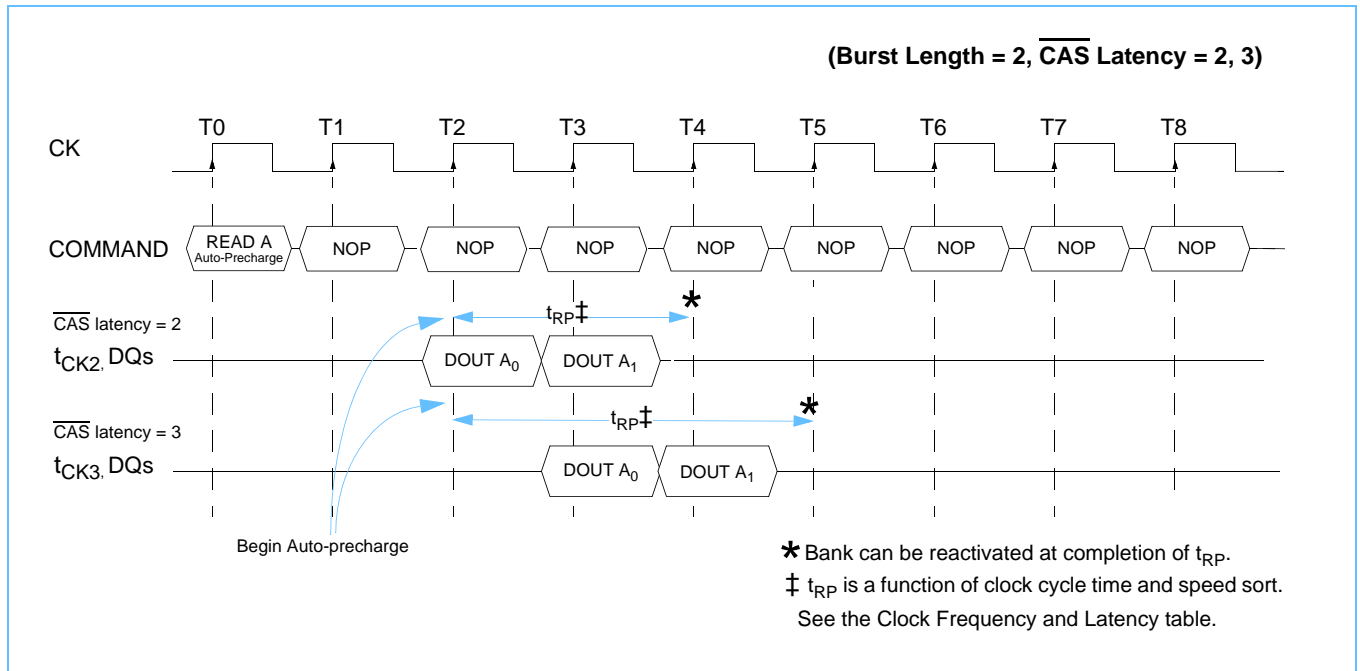 (Burst Length = 2, CAS Latency = 2, 3)
T0 T1 T2 T3 T4 T5 T6 T7 T8
CK
COMMAND
READ A
Auto-Precharge
NOP NOP NOP NOP NOP NOP NOP NOP
CAS latency = 2
tRP‡ *
tCK2, DQs
DOUT A0 DOUT A1
CAS latency = 3
tRP‡ *
tCK3, DQs
DOUT A0 DOUT A1
Begin Auto-precharge
* Bank can be reactivated at completion of tRP.
‡ tRP is a function of clock cycle time and speed sort.
See the Clock Frequency and Latency table.